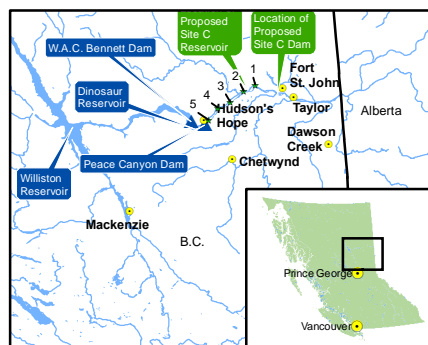 Proposed
Site C
Reservoir
Location of
Proposed
Site C Dam
W.A.C. Bennett Dam
Dinosaur
Reservoir
Peace Canyon Dam
Williston
Reservoir
1
2
3
4
5
Fort
St. John
Taylor
Hudson's
Hope
Alberta
Dawson
Creek
Chetwynd
Mackenzie
B.C.
Prince George
Vancouver